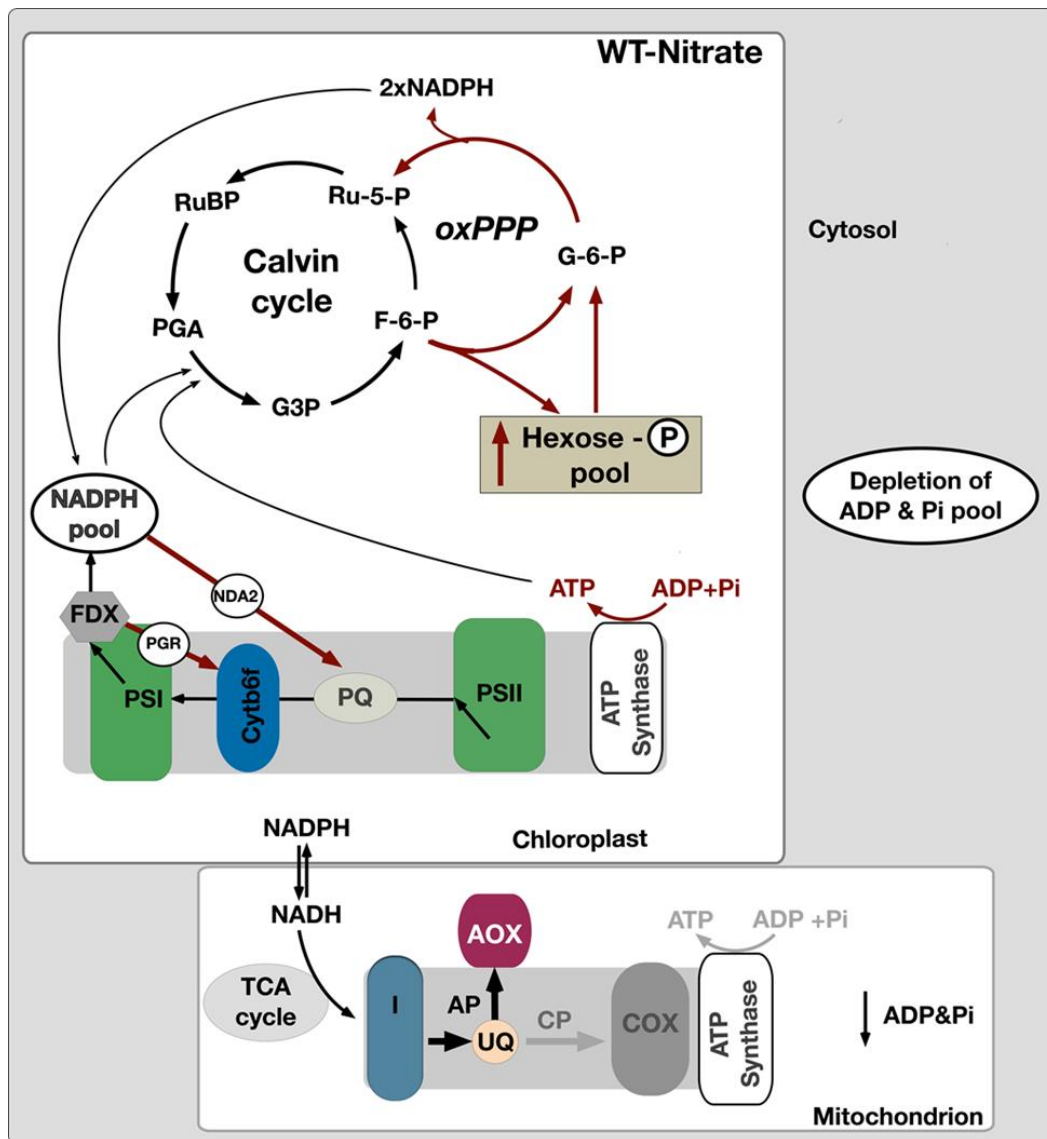 WT-Nitrate
2xNADPH
RuBP
Ru-5-P
oxPPP
Cytosol
G-6-P
Calvin
cycle
PGA
F-6-P
G3P
Hexose - P
pool
NADPH
pool
Depletion of
ADP & Pi pool
NDA2
ATP
ADP+Pi
FDX
PGR
PSI
Cytb6f
PQ
PSII
ATP
Synthase
NADPH
Chloroplast
NADH
AOX
ATP
ADP +Pi
TCA
cycle
I
AP
UQ
CP
COX
ATP
Synthase
ADP&Pi
Mitochondrion